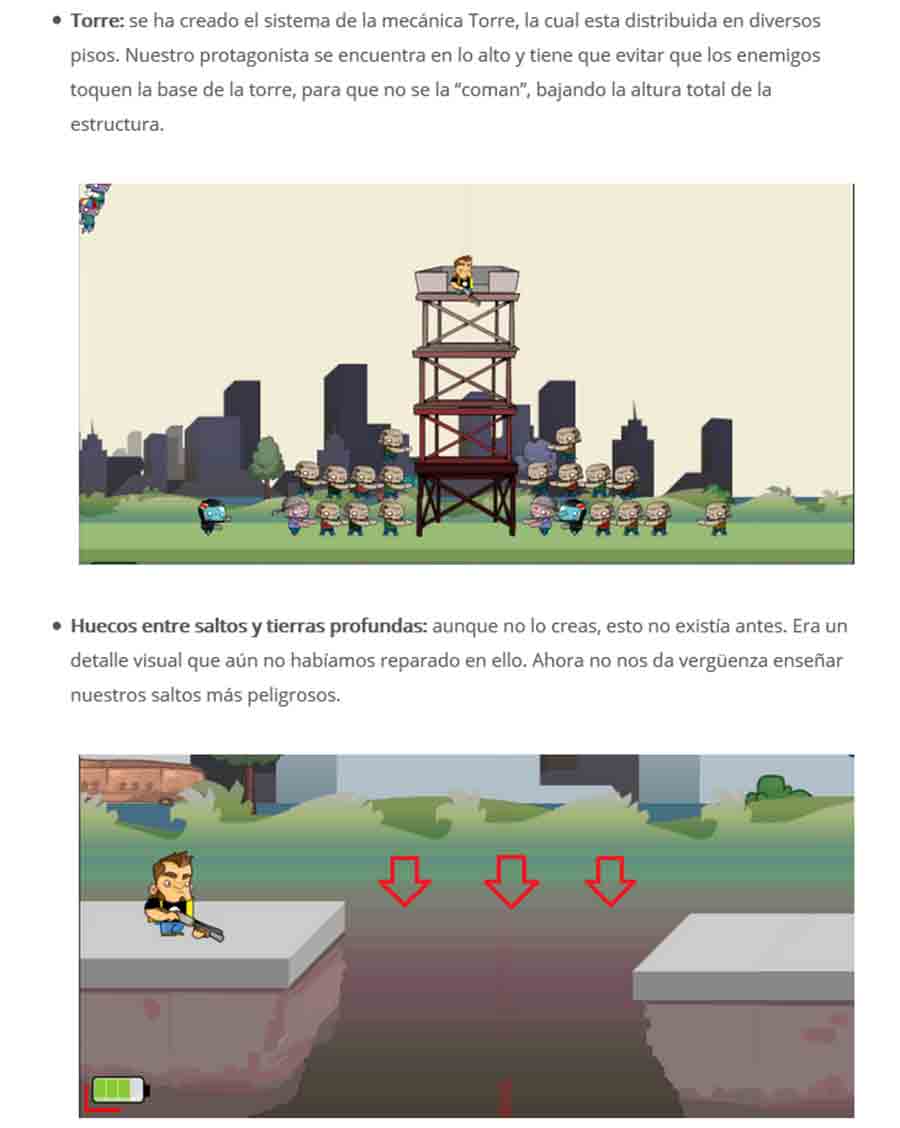 Torre: se ha creado el sistema de la mecánica Torre, la cual esta distribuida en diversos
pisos. Nuestro protagonista se encuentra en lo alto y tiene que evitar que los enemigos
toquen la base de la torre, para que no se la “coman”, bajando la altura total de la
estructura.
Huecos entre saltos y tierras profundas: aunque no lo creas, esto no existía antes. Era un
detalle visual que aún no habíamos reparado en ello. Ahora no nos da vergüenza enseñar
nuestros saltos más peligrosos.